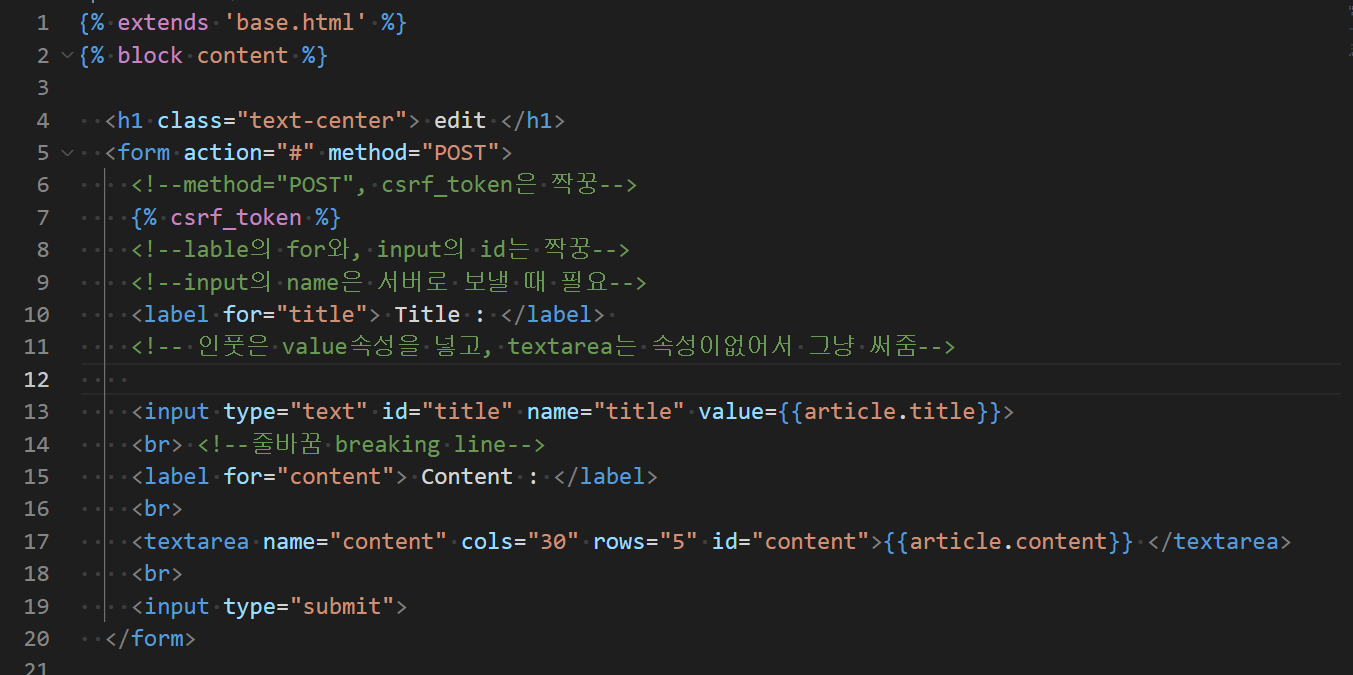 1 {% extends 'base.html' %}
2 {% block content %}
3
4 <h1 class="text-center"> edit </h1>
5 <form action="#" method="POST">
6 <!--method="POST", csrf_token은 짝꿍-->
7 {% csrf_token %}
8 <!--lable의 for와, input의 id는 짝꿍-->
9 <!--input의 name은 서버로 보낼 때 필요-->
10 <label for="title"> Title : </label>
11 <!-- 인풋은 value속성을 넣고, textarea는 속성이없어서 그냥 써줌-->
12
13 <input type="text" id="title" name="title" value={{article.title}}>
14 <br> <!--줄바꿈 breaking line-->
15 <label for="content"> Content : </label>
16 <br>
17 <textarea name="content" cols="30" rows="5" id="content">{{article.content}} </textarea>
18 <br>
19 <input type="submit">
20 </form>
21